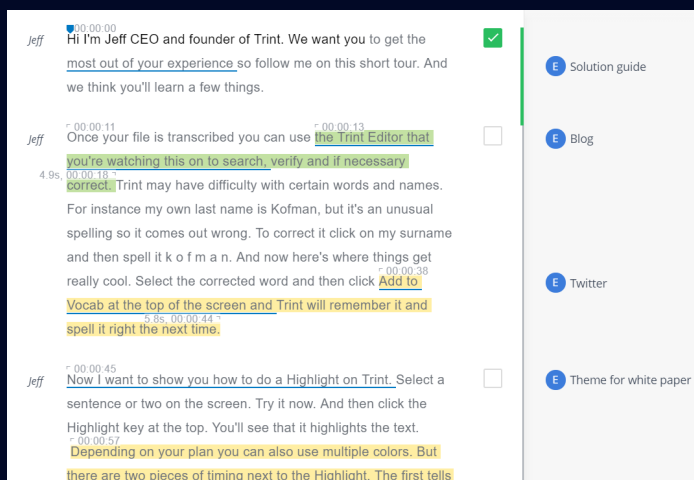 00:00:00
Jeff Hi I'm Jeff CEO and founder of Trint. We want you to get the
most out of your experience so follow me on this short tour. And
we think you'll learn a few things.
E Solution guide
00:00:11 00:00:13
Jeff Once your file is transcribed you can use the Trint Editor that
you're watching this on to search, verify and if necessary
4.9s, 00:00:18
correct. Trint may have difficulty with certain words and names.
For instance my own last name is Kofman, but it's an unusual
spelling so it comes out wrong. To correct it click on my surname
and then spell it k o f m a n. And now here's where things get
00:00:38
really cool. Select the corrected word and then click Add to
Vocab at the top of the screen and Trint will remember it and
5.8s, 00:00:44
spell it right the next time.
E Blog
E Twitter
00:00:45
Jeff Now I want to show you how to do a Highlight on Trint. Select a
sentence or two on the screen. Try it now. And then click the
Highlight key at the top. You'll see that it highlights the text.
00:00:57
Depending on your plan you can also use multiple colors. But
there are two pieces of timing next to the Highlight. The first tells
E Theme for white paper